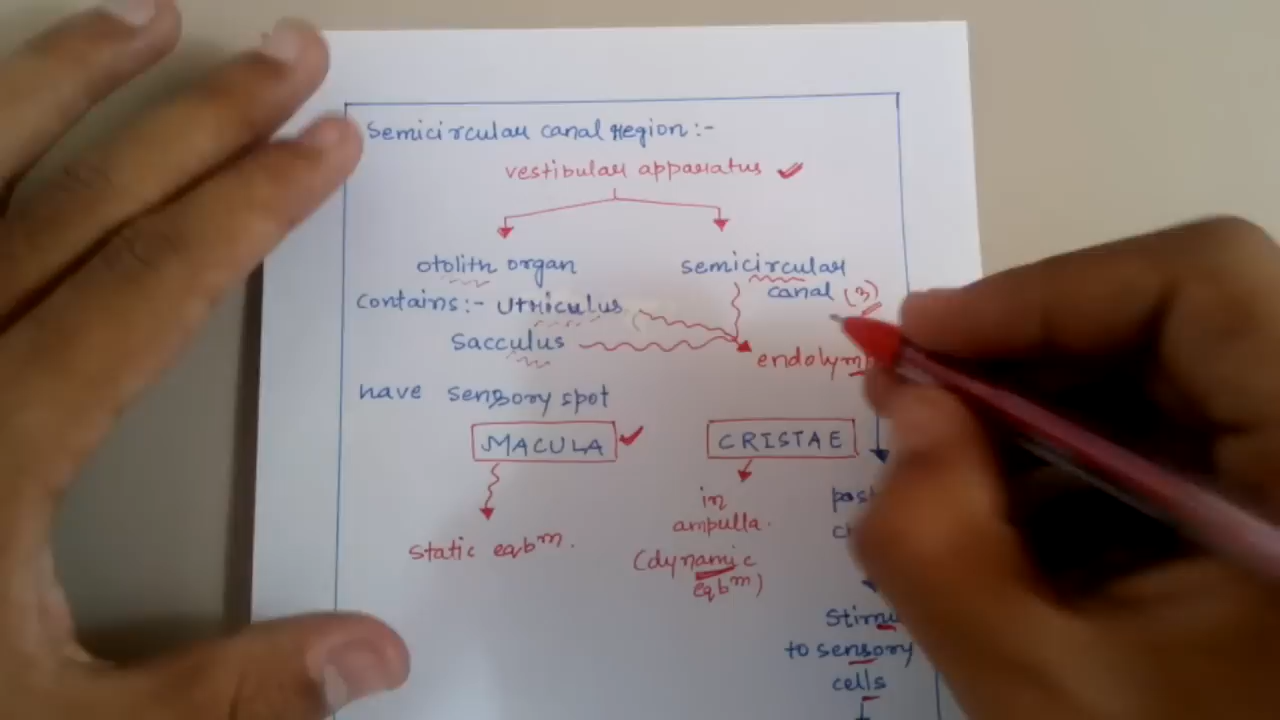 Semicircular canal region :-
vestibular apparatus ✓
otolith organ semicircular
canal (3)
contains:- Utriculus
Sacculus
endolym
have sensory spot
MACULA ✓ CRISTAE
in
ampulla.
static eqbᵐ. (dynamic
eqbᵐ)
to sensory
cells